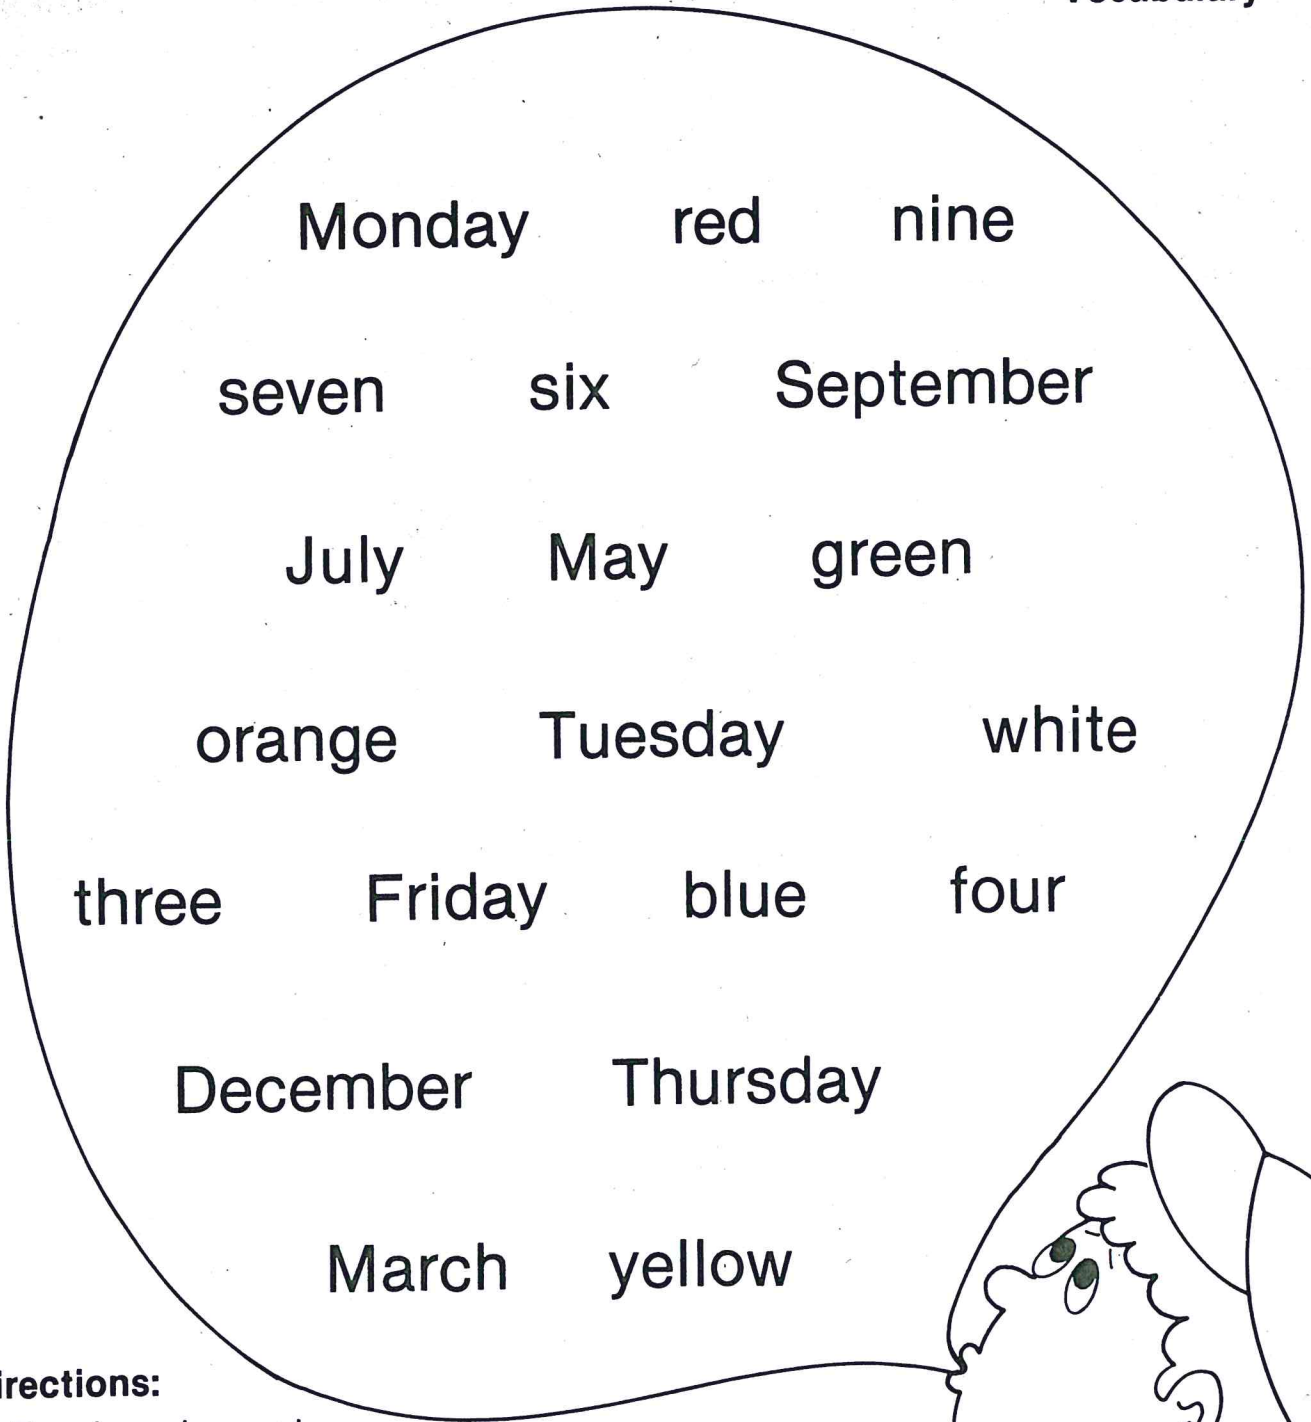 Monday red nine
seven six September
July May green
orange Tuesday white
three Friday blue four
December Thursday
March yellow
irections: